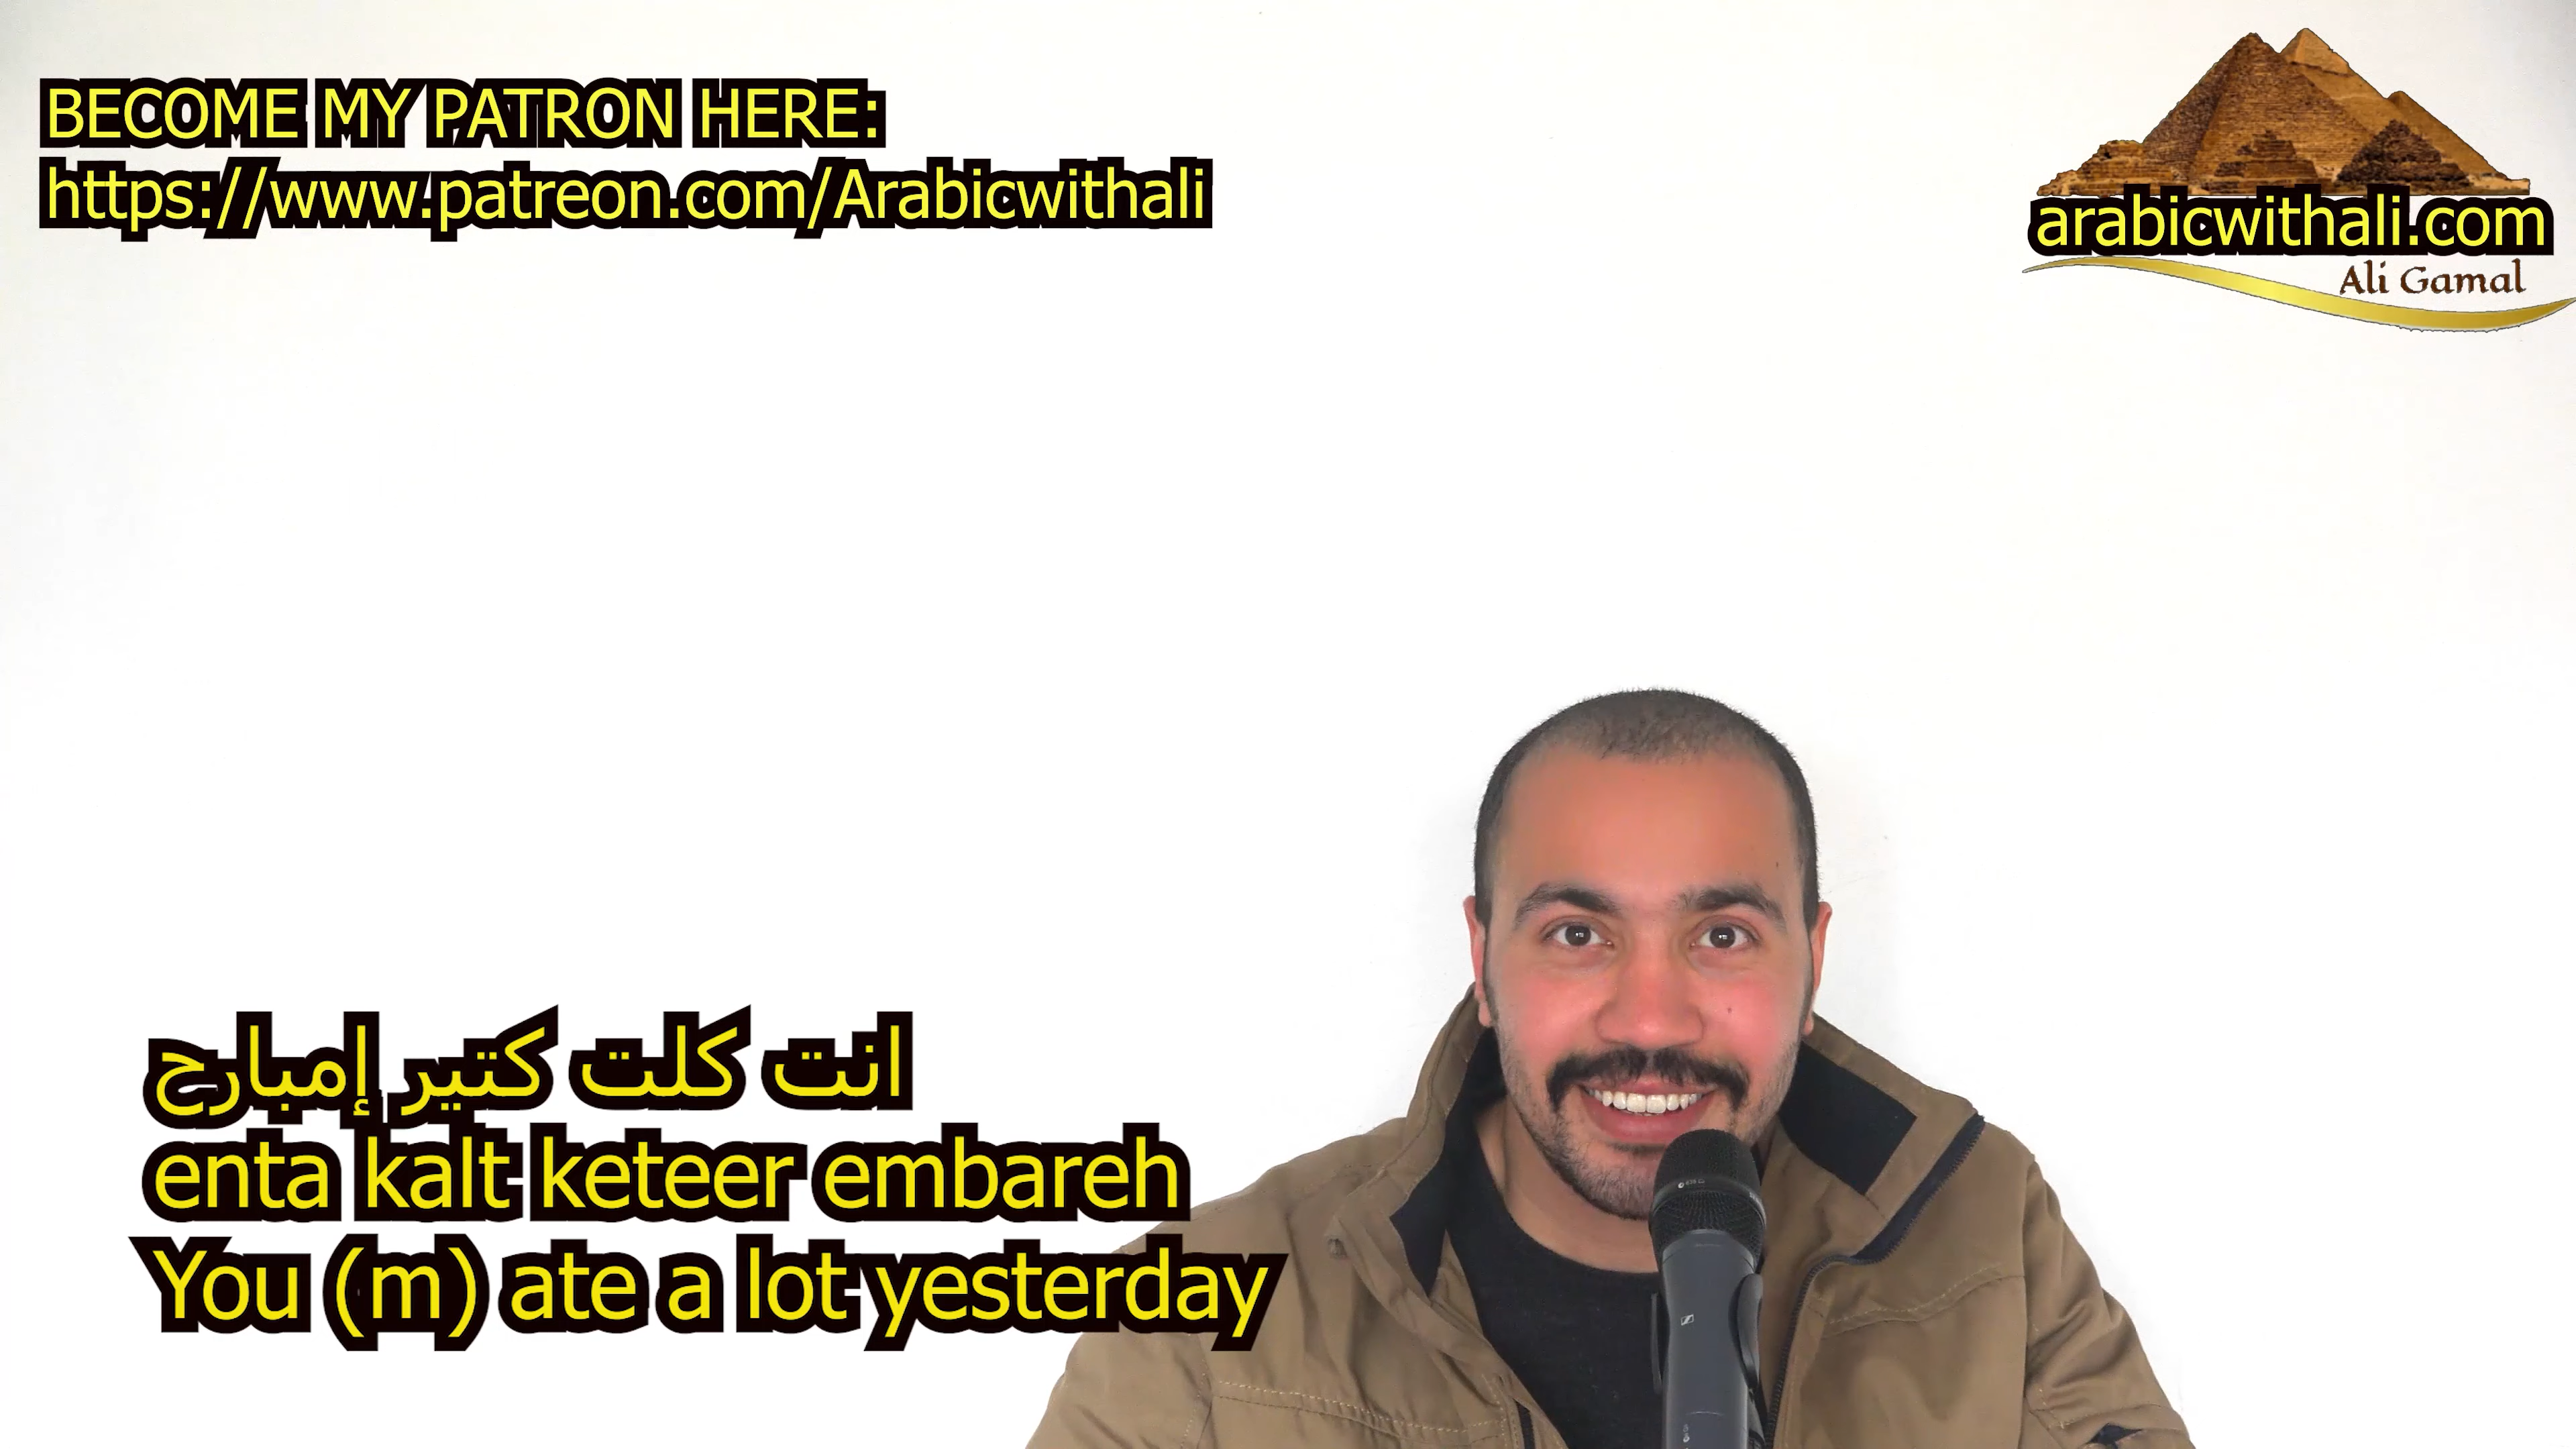 BECOME MY PATRON HERE:
https://www.patreon.com/Arabicwithali
arabicwithali.com
Ali Gamal
انت كلت كتير إمبارح
enta kalt keteer embareh
You (m) ate a lot yesterday